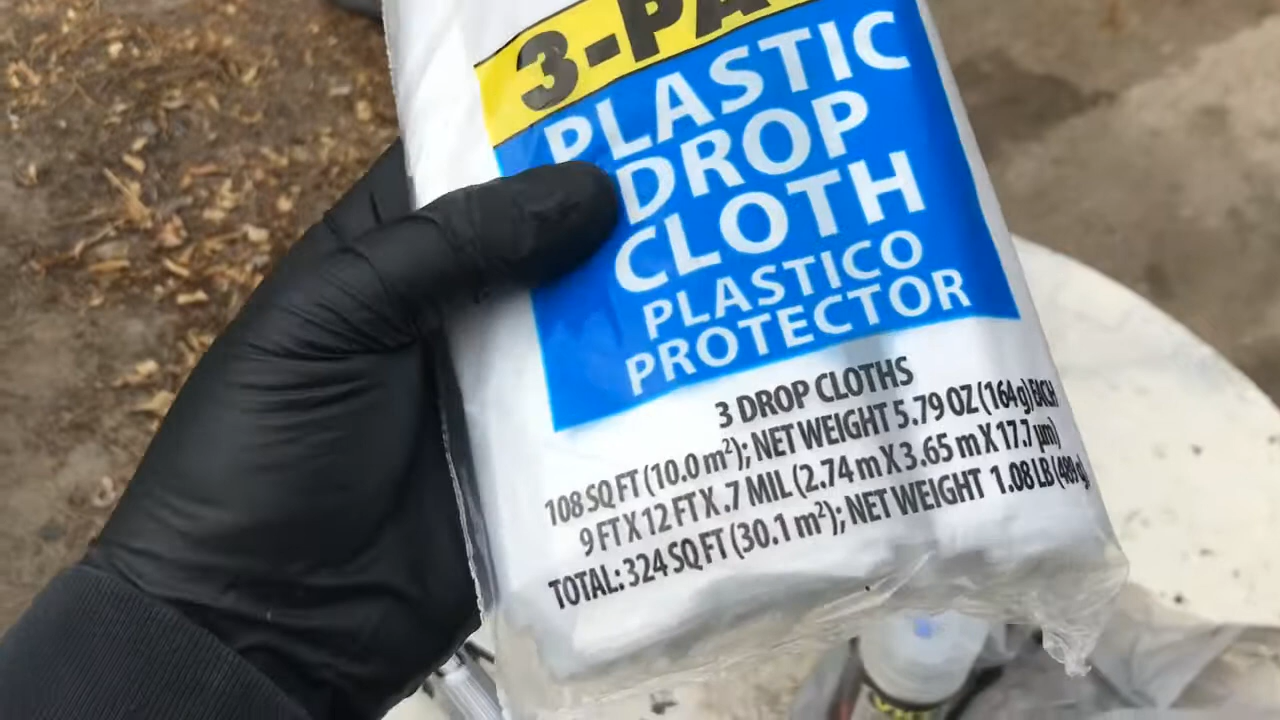 3-PA
PLASTIC
DROP
CLOTH
PLASTICO
PROTECTOR
3 DROP CLOTHS
108 SQ FT (10.0 m²); NET WEIGHT 5.79 OZ (164 g) EACH
9 FT X 12 FT X .7 MIL (2.74 m X 3.65 m X 17.7 µm)
TOTAL: 324 SQ FT (30.1 m²); NET WEIGHT 1.08 LB (489 g)